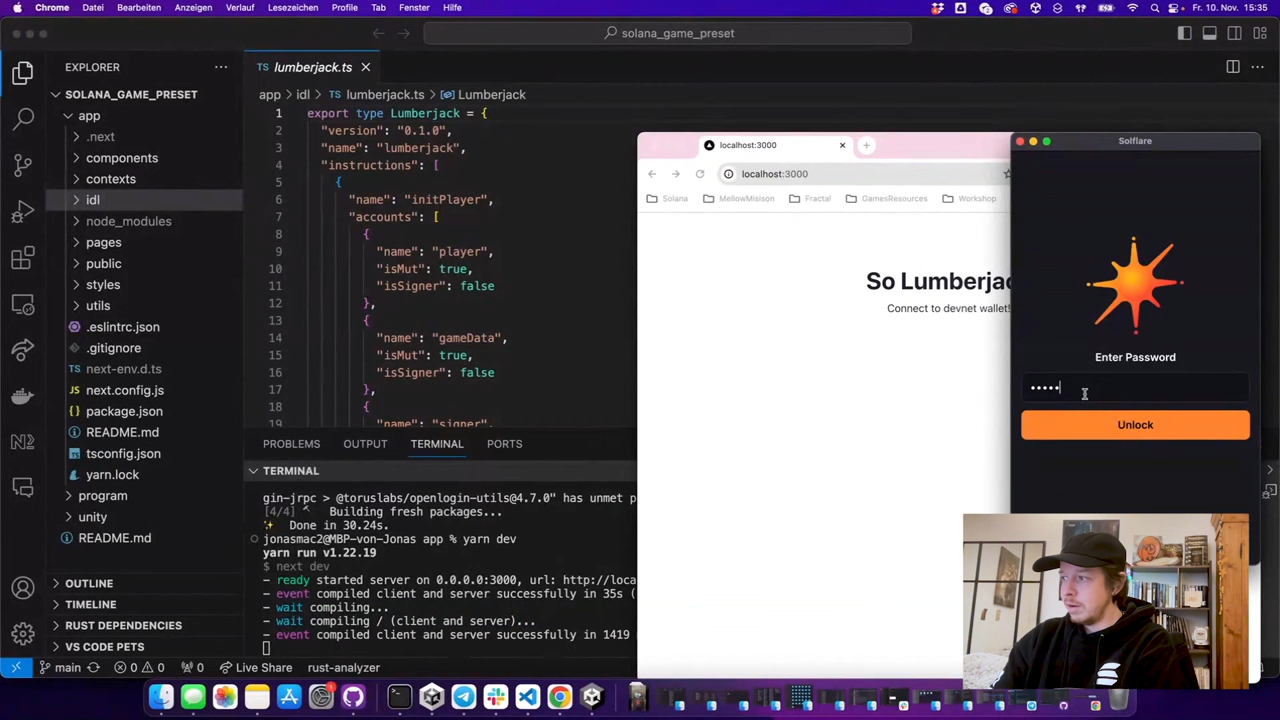 Chrome Datei Bearbeiten Anzeigen Verlauf Lesezeichen Profile Tab Fenster Hilfe Fr. 10. Nov. 15:35
solana_game_preset
EXPLORER
TS lumberjack.ts
SOLANA_GAME_PRESET
app > idl > TS lumberjack.ts > Lumberjack
app
.next
components
contexts
idl
node_modules
pages
public
styles
utils
.eslintrc.json
.gitignore
next-env.d.ts
next.config.js
package.json
README.md
tsconfig.json
yarn.lock
program
unity
README.md
OUTLINE
TIMELINE
RUST DEPENDENCIES
VS CODE PETS
1 export type Lumberjack = {
2 "version": "0.1.0",
3 "name": "lumberjack",
4 "instructions": [
5 {
6 "name": "initPlayer",
7 "accounts": [
8 {
9 "name": "player",
10 "isMut": true,
11 "isSigner": false
12 },
13 {
14 "name": "gameData",
15 "isMut": true,
16 "isSigner": false
17 },
18 {
"name": "signer",
PROBLEMS OUTPUT TERMINAL PORTS
TERMINAL
gin-jrpc > @toruslabs/openlogin-utils@4.7.0" has unmet p
[4/4] Building fresh packages...
Done in 30.24s.
jonasmac2@MBP-von-Jonas app % yarn dev
yarn run v1.22.19
$ next dev
- ready started server on 0.0.0.0:3000, url: http://loca
- event compiled client and server successfully in 35s (
- wait compiling...
- wait compiling / (client and server)...
- event compiled client and server successfully in 1419
main 0 0 0 Live Share rust-analyzer
localhost:3000
localhost:3000
Solana MellowMisison Fractal GamesResources Workshop
So Lumberjac
Connect to devnet wallet!
Solflare
Enter Password
•••••
Unlock